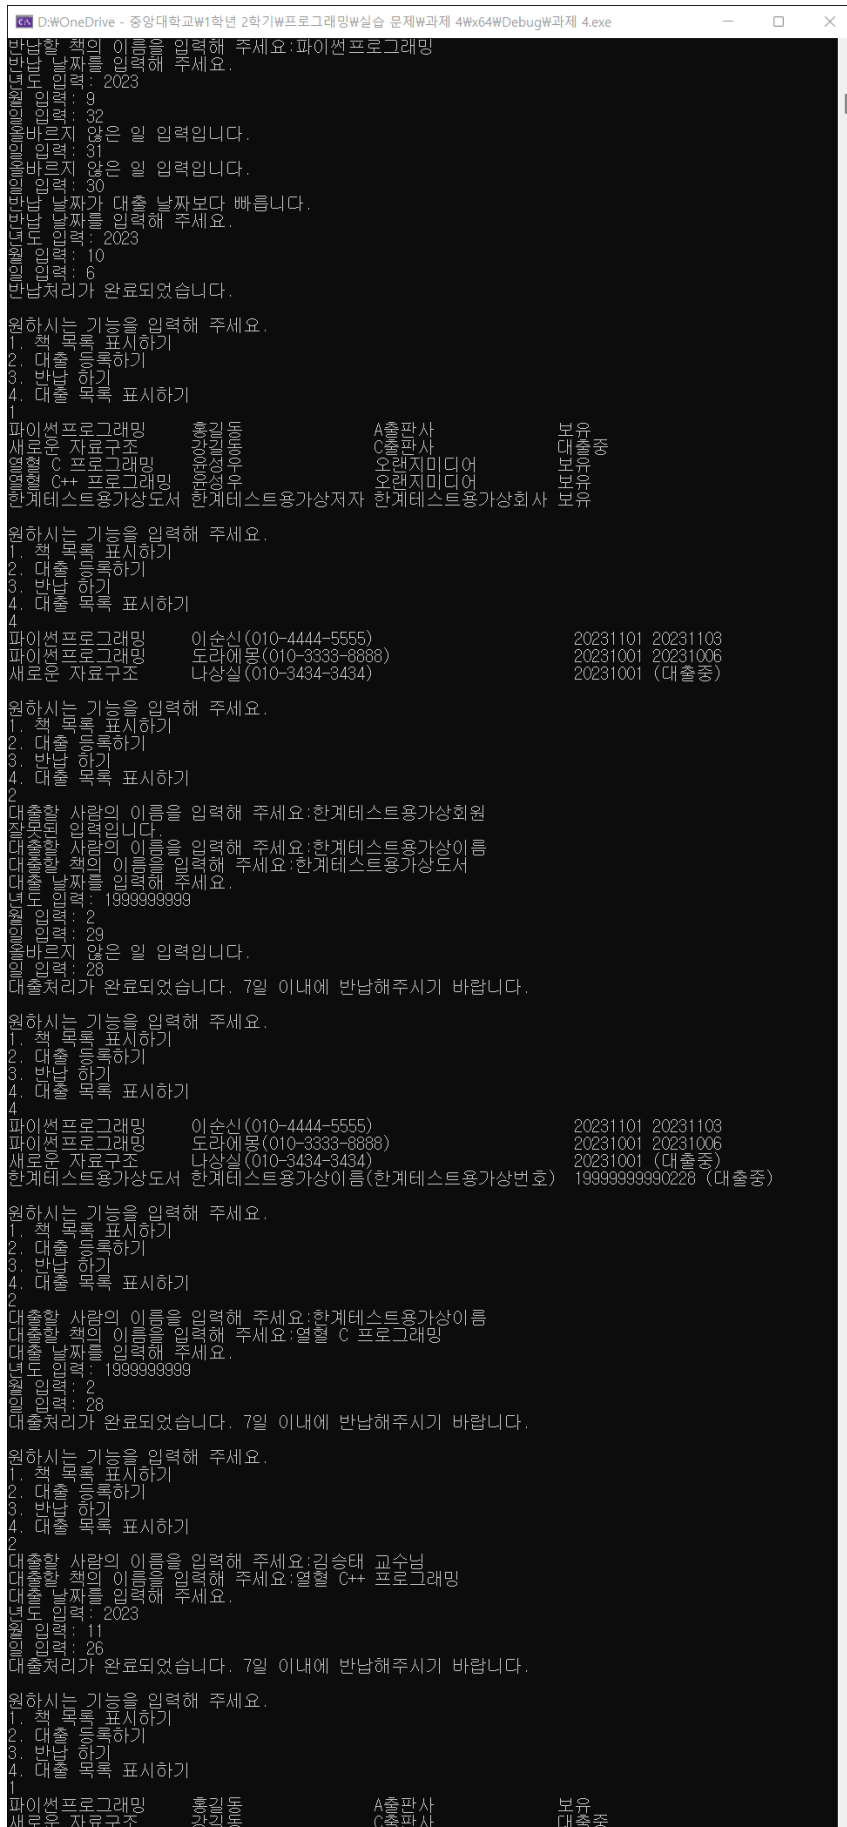 D:\OneDrive - 중앙대학교\1학년 2학기\프로그래밍\실습 문제\과제 4\x64\Debug\과제 4.exe
반납할 책의 이름을 입력해 주세요:파이썬프로그래밍
반납 날짜를 입력해 주세요.
년도 입력: 2023
월 입력: 9
일 입력: 32
올바르지 않은 일 입력입니다.
일 입력: 31
올바르지 않은 일 입력입니다.
일 입력: 30
반납 날짜가 대출 날짜보다 빠릅니다.
반납 날짜를 입력해 주세요.
년도 입력: 2023
월 입력: 10
일 입력: 6
반납처리가 완료되었습니다.
원하시는 기능을 입력해 주세요.
1. 책 목록 표시하기
2. 대출 등록하기
3. 반납 하기
4. 대출 목록 표시하기
1
파이썬프로그래밍 홍길동 A출판사 보유
새로운 자료구조 강길동 C출판사 대출중
열혈 C 프로그래밍 윤성우 오랜지미디어 보유
열혈 C++ 프로그래밍 윤성우 오랜지미디어 보유
한계테스트용가상도서 한계테스트용가상저자 한계테스트용가상회사 보유
원하시는 기능을 입력해 주세요.
1. 책 목록 표시하기
2. 대출 등록하기
3. 반납 하기
4. 대출 목록 표시하기
4
파이썬프로그래밍 이순신(010-4444-5555) 20231101 20231103
파이썬프로그래밍 도라에몽(010-3333-8888) 20231001 20231006
새로운 자료구조 나상실(010-3434-3434) 20231001 (대출중)
원하시는 기능을 입력해 주세요.
1. 책 목록 표시하기
2. 대출 등록하기
3. 반납 하기
4. 대출 목록 표시하기
2
대출할 사람의 이름을 입력해 주세요:한계테스트용가상회원
잘못된 입력입니다.
대출할 사람의 이름을 입력해 주세요:한계테스트용가상이름
대출할 책의 이름을 입력해 주세요:한계테스트용가상도서
대출 날짜를 입력해 주세요.
년도 입력: 1999999999
월 입력: 2
일 입력: 29
올바르지 않은 일 입력입니다.
일 입력: 28
대출처리가 완료되었습니다. 7일 이내에 반납해주시기 바랍니다.
원하시는 기능을 입력해 주세요.
1. 책 목록 표시하기
2. 대출 등록하기
3. 반납 하기
4. 대출 목록 표시하기
4
파이썬프로그래밍 이순신(010-4444-5555) 20231101 20231103
파이썬프로그래밍 도라에몽(010-3333-8888) 20231001 20231006
새로운 자료구조 나상실(010-3434-3434) 20231001 (대출중)
한계테스트용가상도서 한계테스트용가상이름(한계테스트용가상번호) 19999999990228 (대출중)
원하시는 기능을 입력해 주세요.
1. 책 목록 표시하기
2. 대출 등록하기
3. 반납 하기
4. 대출 목록 표시하기
2
대출할 사람의 이름을 입력해 주세요:한계테스트용가상이름
대출할 책의 이름을 입력해 주세요:열혈 C 프로그래밍
대출 날짜를 입력해 주세요.
년도 입력: 1999999999
월 입력: 2
일 입력: 28
대출처리가 완료되었습니다. 7일 이내에 반납해주시기 바랍니다.
원하시는 기능을 입력해 주세요.
1. 책 목록 표시하기
2. 대출 등록하기
3. 반납 하기
4. 대출 목록 표시하기
2
대출할 사람의 이름을 입력해 주세요:김승태 교수님
대출할 책의 이름을 입력해 주세요:열혈 C++ 프로그래밍
대출 날짜를 입력해 주세요.
년도 입력: 2023
월 입력: 11
일 입력: 26
대출처리가 완료되었습니다. 7일 이내에 반납해주시기 바랍니다.
원하시는 기능을 입력해 주세요.
1. 책 목록 표시하기
2. 대출 등록하기
3. 반납 하기
4. 대출 목록 표시하기
1
파이썬프로그래밍 홍길동 A출판사 보유
새로운 자료구조 강길동 C출판사 대출중